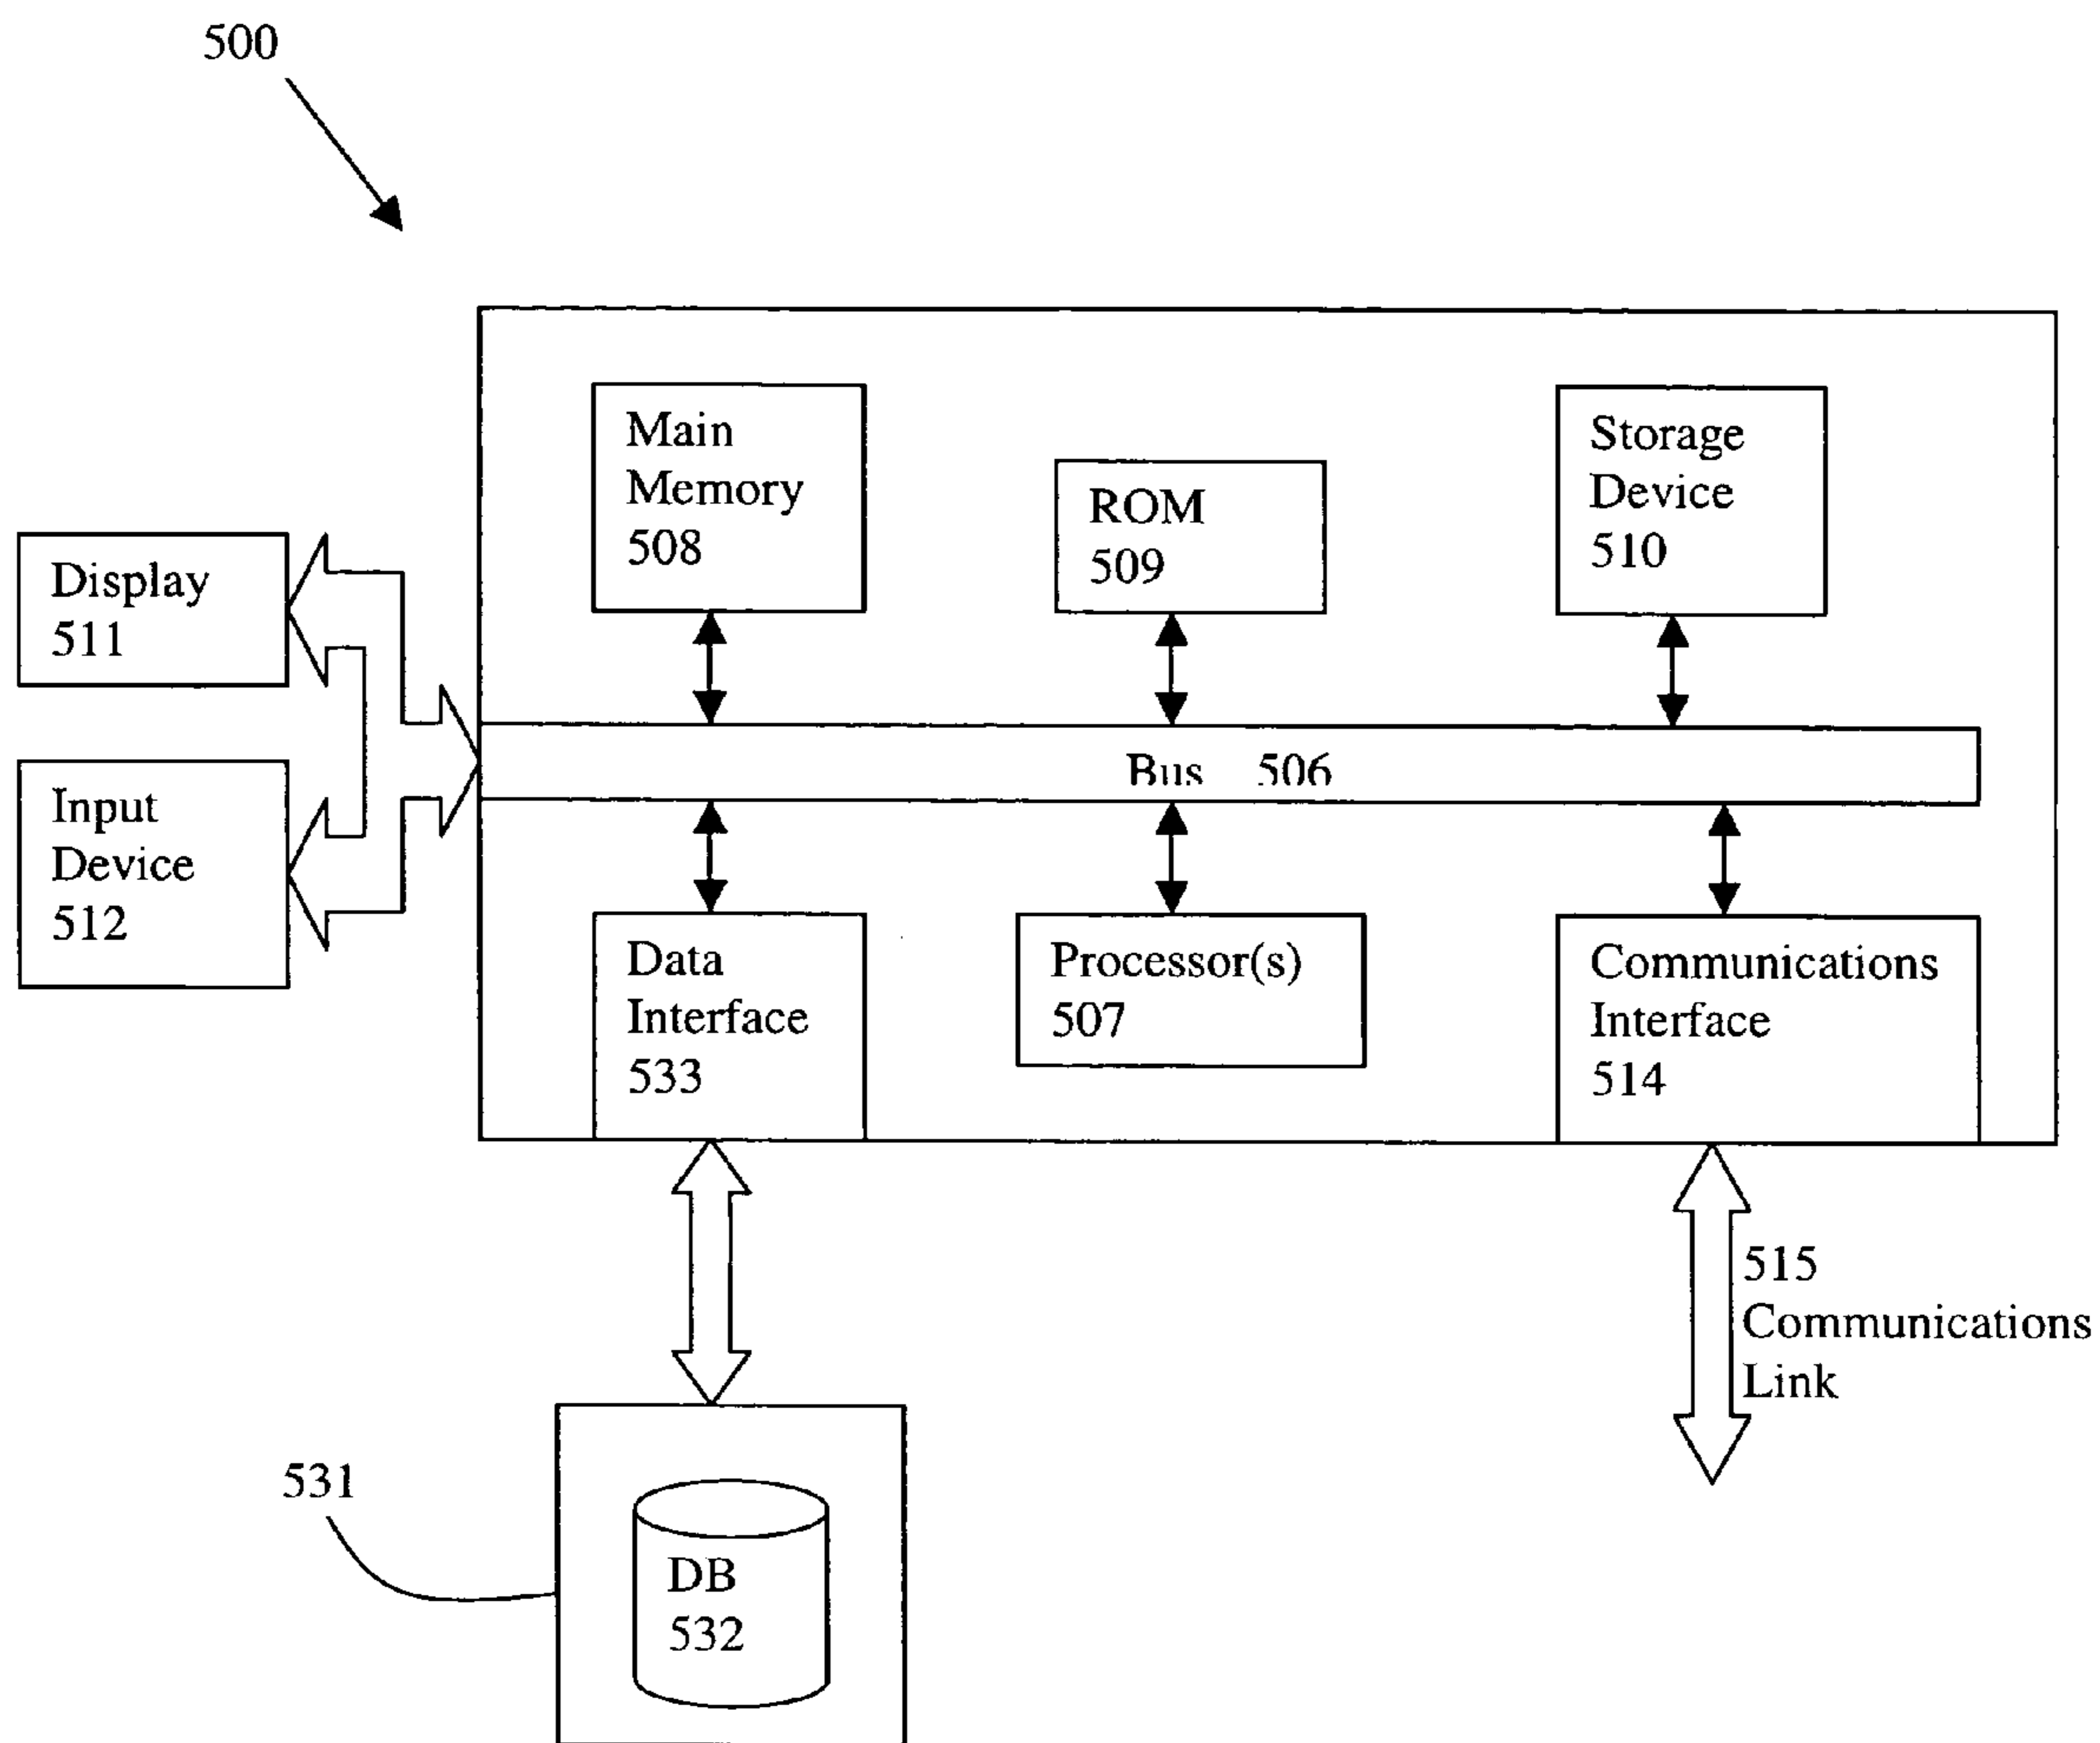 500
Main
Memory
508
ROM
509
Storage
Device
510
Display
511
Bus 506
Input
Device
512
Data
Interface
533
Processor(s)
507
Communications
Interface
514
515
Communications
Link
531
DB
532